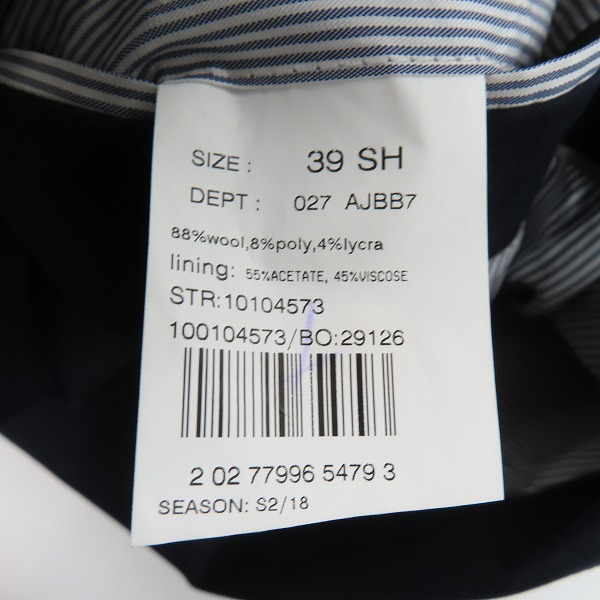 SIZE : 39 SH
DEPT : 027 AJBB7
88%wool,8%poly,4%lycra
lining: 55%ACETATE, 45%VISCOSE
STR:10104573
100104573/BO:29126
2 02 77996 5479 3
SEASON: S2/18